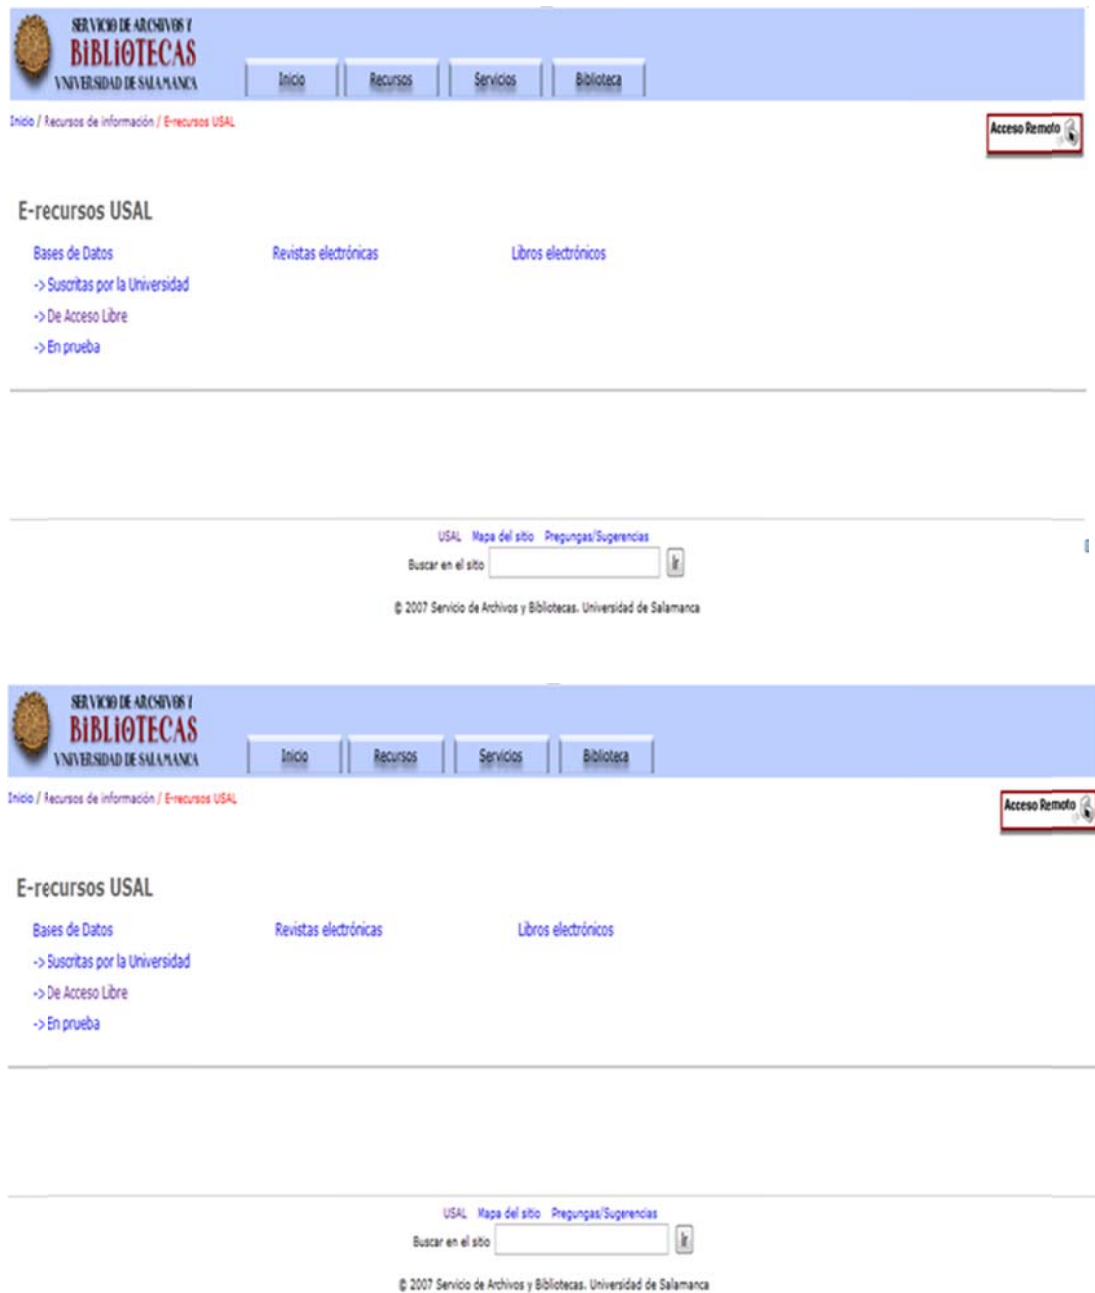 SERVICIO DE ARCHIVOS Y
BIBLIOTECAS
VNIVERSIDAD DE SALAMANCA
Inicio Recursos Servicios Biblioteca
Inicio / Recursos de información / E-recursos USAL
Acceso Remoto
E-recursos USAL
Bases de Datos Revistas electrónicas Libros electrónicos
-> Suscritas por la Universidad
-> De Acceso Libre
-> En prueba
USAL Mapa del sitio Pregungas/Sugerencias
Buscar en el sitio Ir
© 2007 Servicio de Archivos y Bibliotecas. Universidad de Salamanca
SERVICIO DE ARCHIVOS Y
BIBLIOTECAS
VNIVERSIDAD DE SALAMANCA
Inicio Recursos Servicios Biblioteca
Inicio / Recursos de información / E-recursos USAL
Acceso Remoto
E-recursos USAL
Bases de Datos Revistas electrónicas Libros electrónicos
-> Suscritas por la Universidad
-> De Acceso Libre
-> En prueba
USAL Mapa del sitio Pregungas/Sugerencias
Buscar en el sitio Ir
© 2007 Servicio de Archivos y Bibliotecas. Universidad de Salamanca